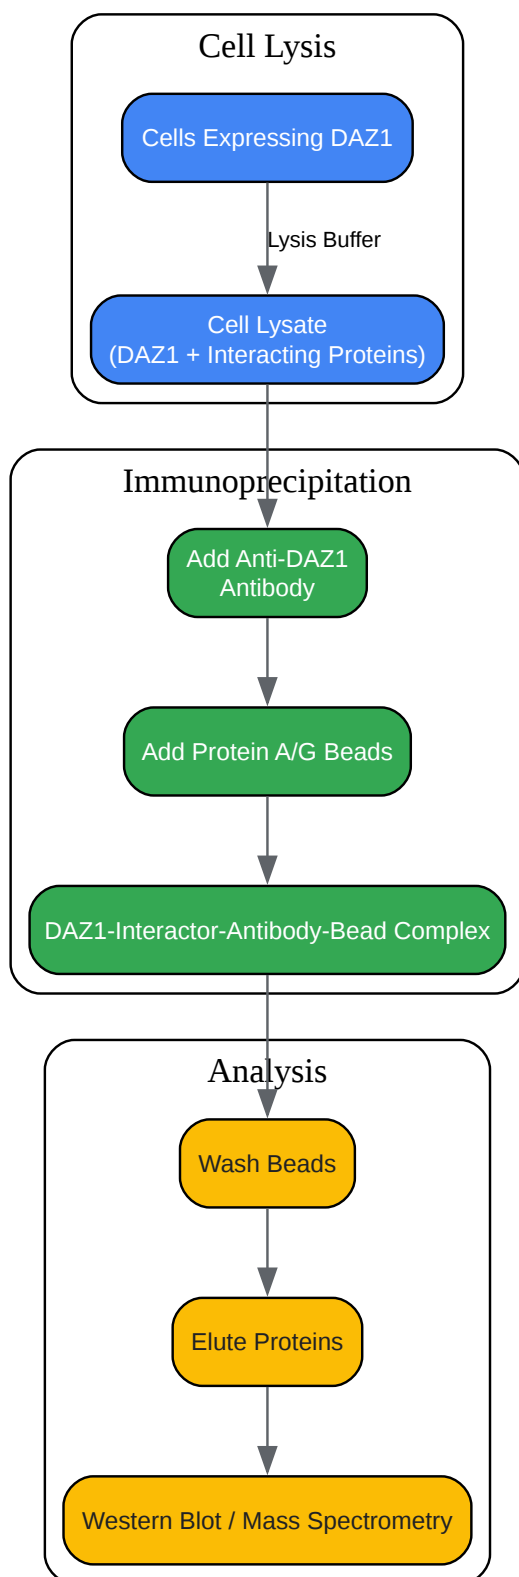 Cell Lysis
Cells Expressing DAZ1
Lysis Buffer
Cell Lysate
(DAZ1 + Interacting Proteins)
Immunoprecipitation
Add Anti-DAZ1
Antibody
Add Protein A/G Beads
DAZ1-Interactor-Antibody-Bead Complex
Analysis
Wash Beads
Elute Proteins
Western Blot / Mass Spectrometry